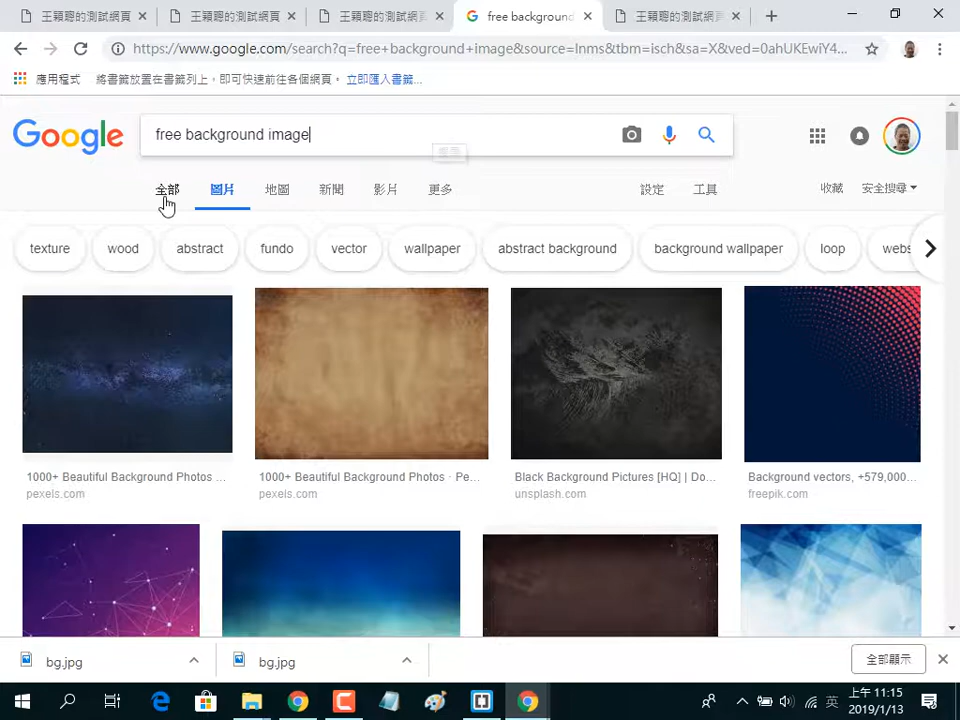 王穎聰的測試網頁
王穎聰的測試網頁
王穎聰的測試網頁
free background
王穎聰的測試網頁
https://www.google.com/search?q=free+background+image&source=lnms&tbm=isch&sa=X&ved=0ahUKEwiY4...
應用程式 將書籤放置在書籤列上，即可快速前往各個網頁。 立即匯入書籤...
Google
free background image
全部 圖片 地圖 新聞 影片 更多 設定 工具 收藏 安全搜尋
texture wood abstract fundo vector wallpaper abstract background background wallpaper loop webs
1000+ Beautiful Background Photos ...
pexels.com
1000+ Beautiful Background Photos · Pe...
pexels.com
Black Background Pictures [HQ] | Do...
unsplash.com
Background vectors, +579,000...
freepik.com
bg.jpg
bg.jpg
全部顯示
英
上午 11:15
2019/1/13